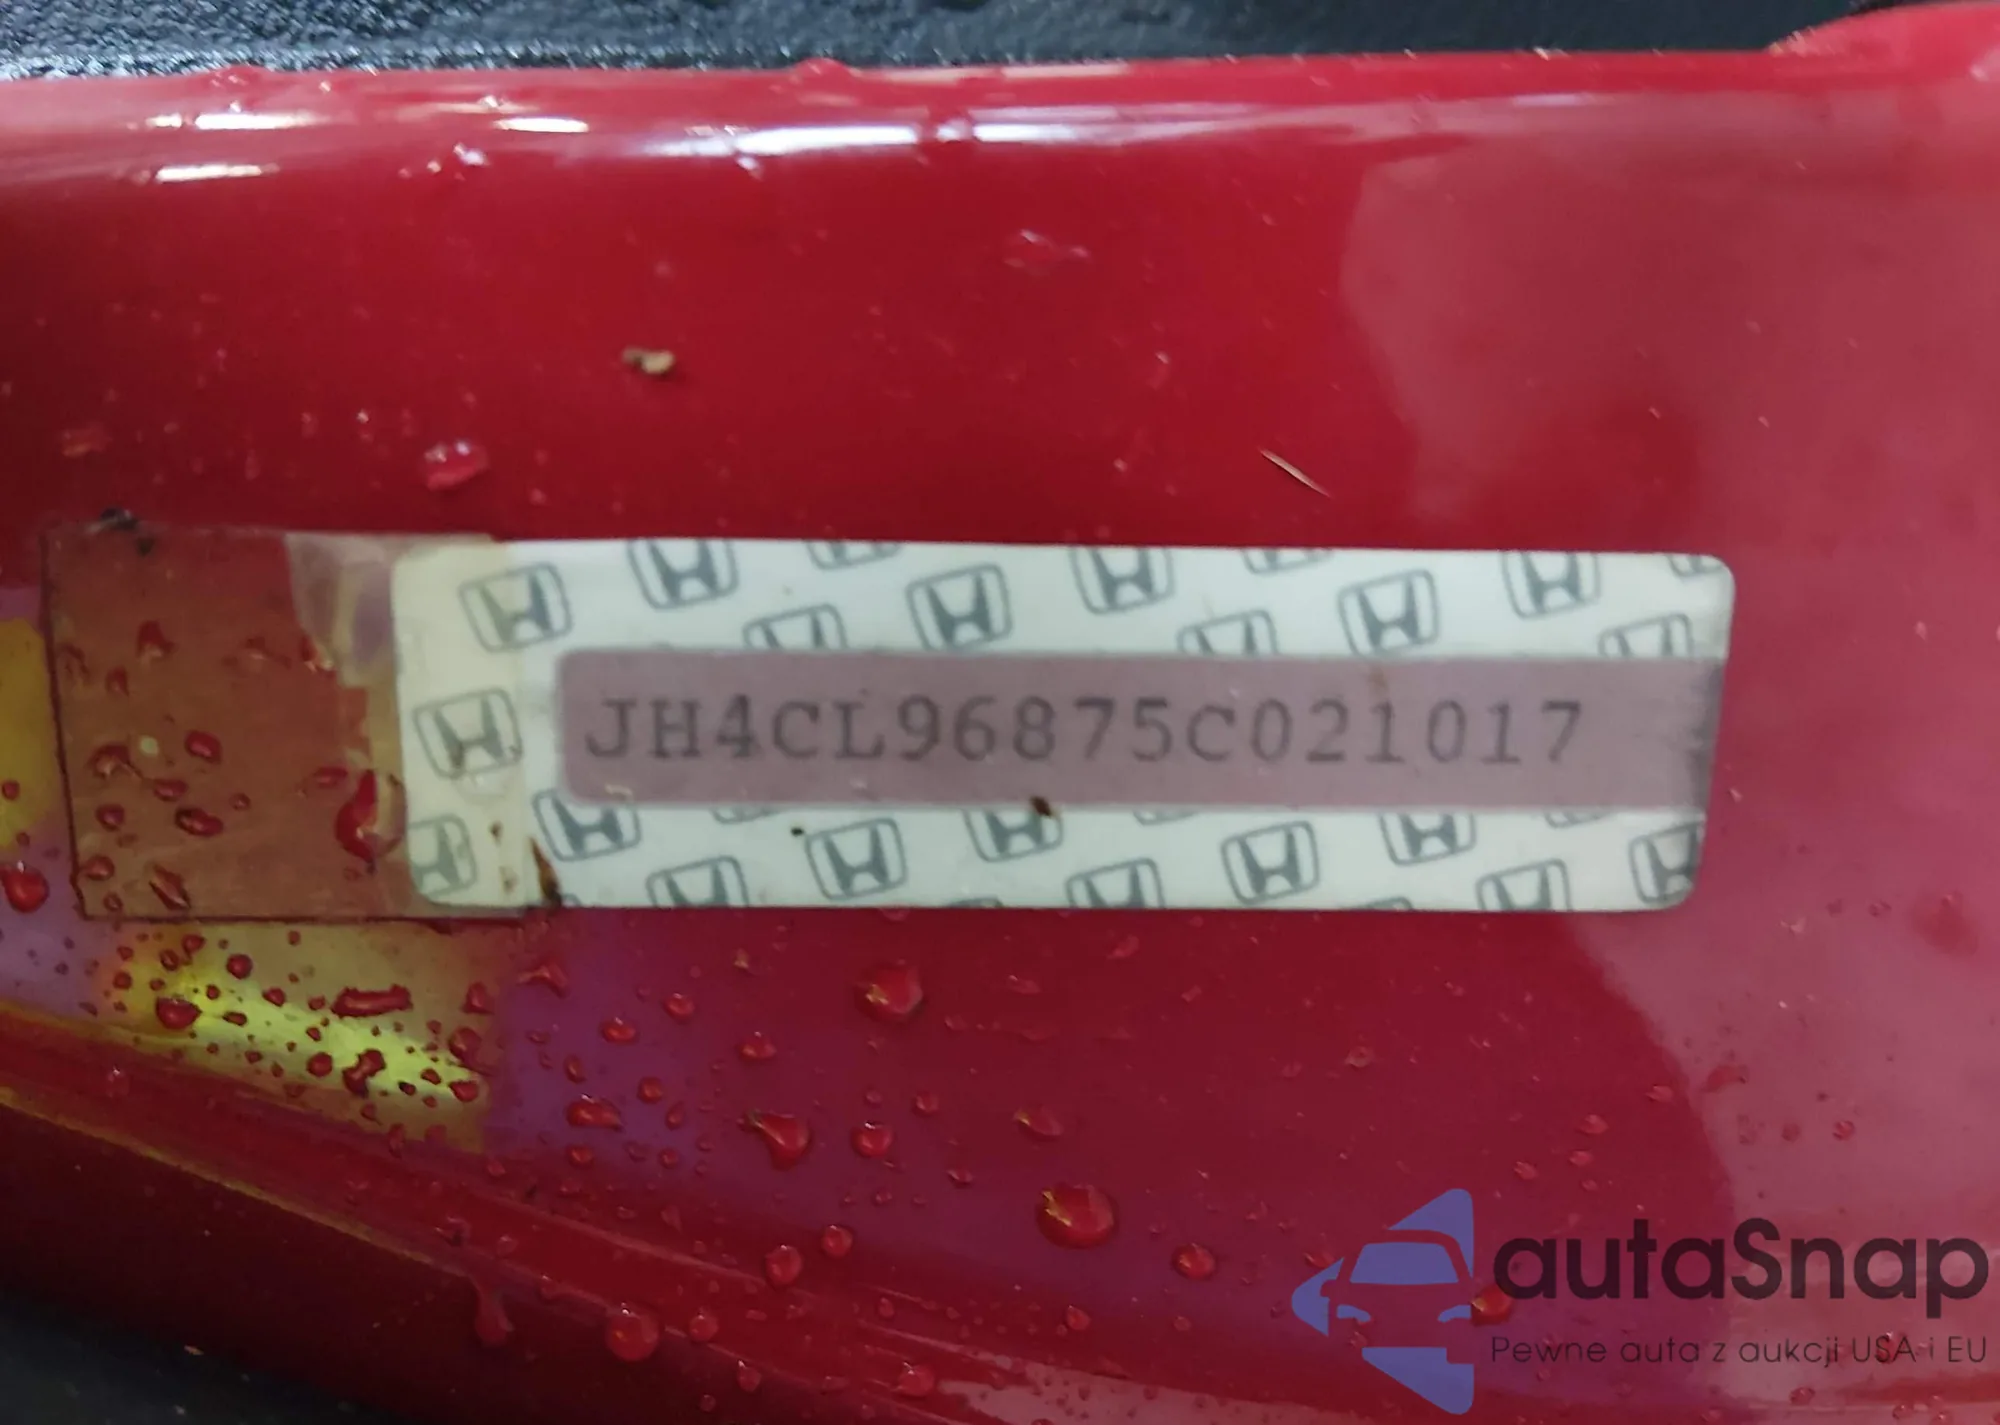 JH4CL96875C021017
autaSnap
Pewne auta z aukcji USA i EU